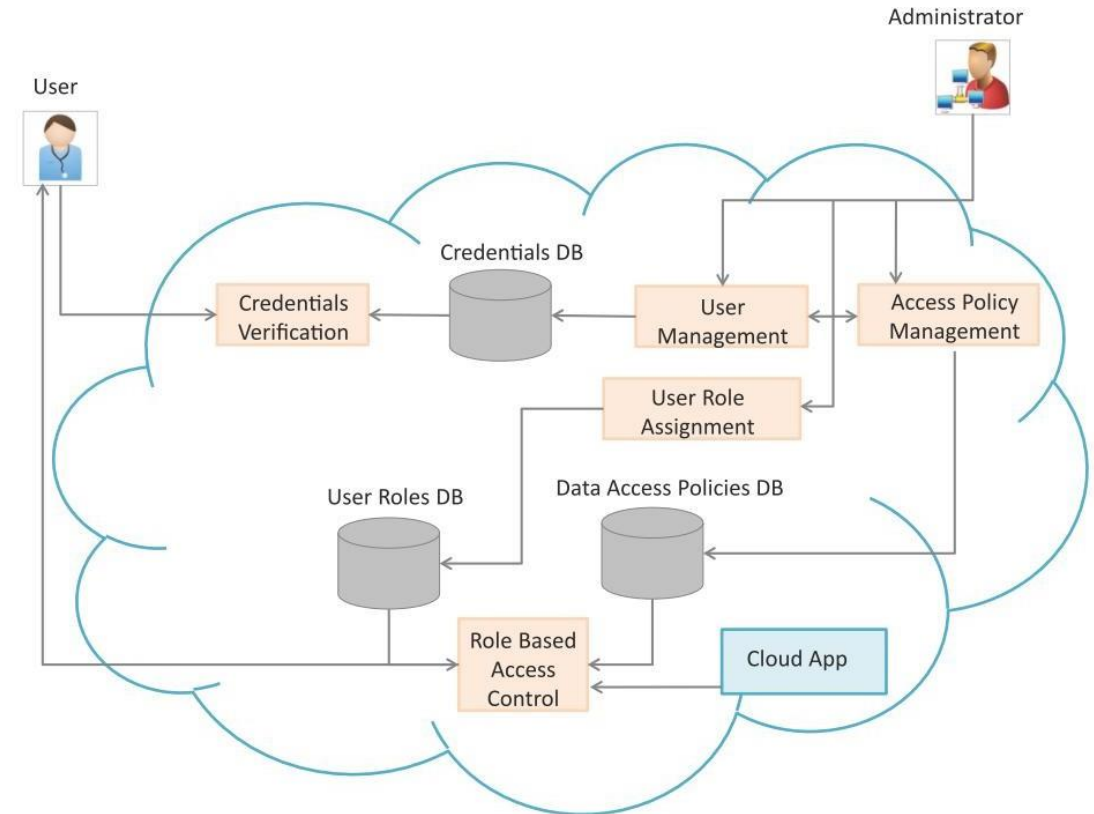 Administrator
User
Credentials DB
Credentials
Verification
User
Management
Access Policy
Management
User Role
Assignment
User Roles DB
Data Access Policies DB
Role Based
Access
Control
Cloud App